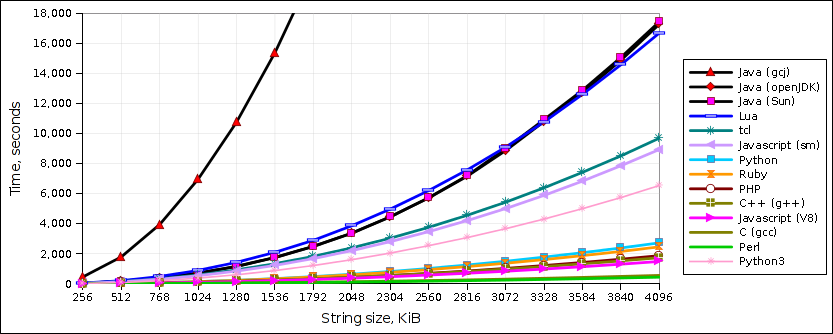 18,000
16,000
14,000
12,000
10,000
8,000
6,000
4,000
2,000
0
Time, seconds
256 512 768 1024 1280 1536 1792 2048 2304 2560 2816 3072 3328 3584 3840 4096
String size, KiB
Java (gcj)
Java (openJDK)
Java (Sun)
Lua
tcl
Javascript (sm)
Python
Ruby
PHP
C++ (g++)
Javascript (V8)
C (gcc)
Perl
Python3